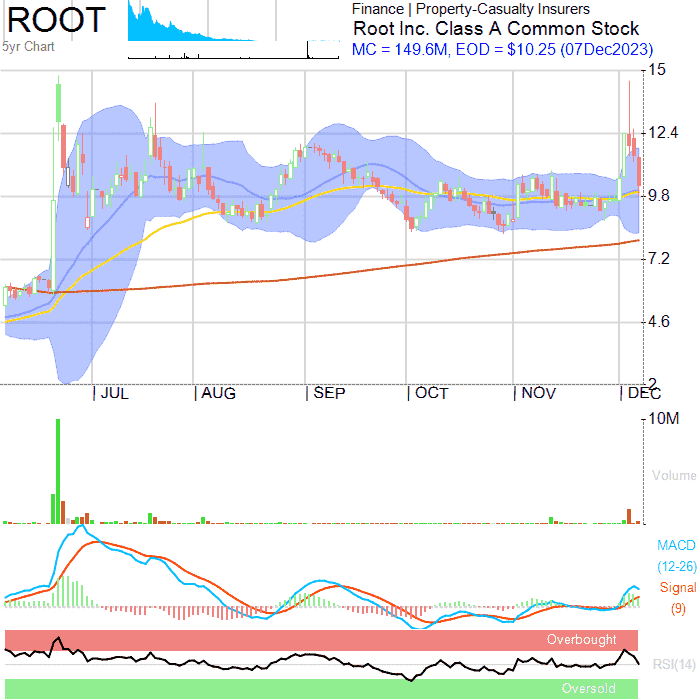 ROOT
5yr Chart
Finance | Property-Casualty Insurers
Root Inc. Class A Common Stock
MC = 149.6M, EOD = $10.25 (07Dec2023)
15
12.4
9.8
7.2
4.6
2
JUL AUG SEP OCT NOV DEC
10M
Volume
MACD
(12-26)
Signal
(9)
Overbought
RSI(14)
Oversold